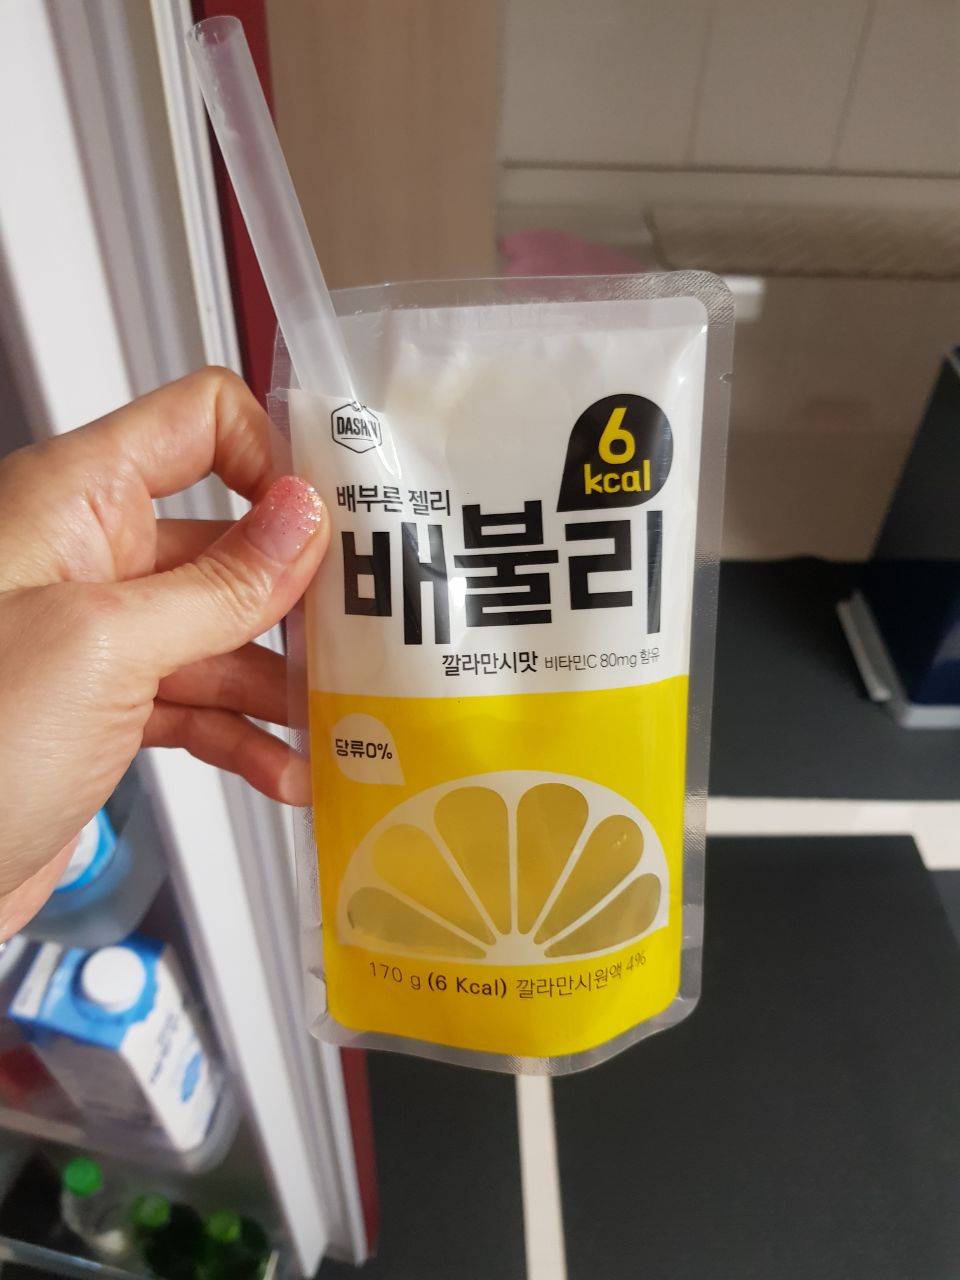 DASHIN
6
kcal
배부른 젤리
배불리
깔라만시맛 비타민C 80mg 함유
당류0%
170 g (6 Kcal) 깔라만시원액 4%